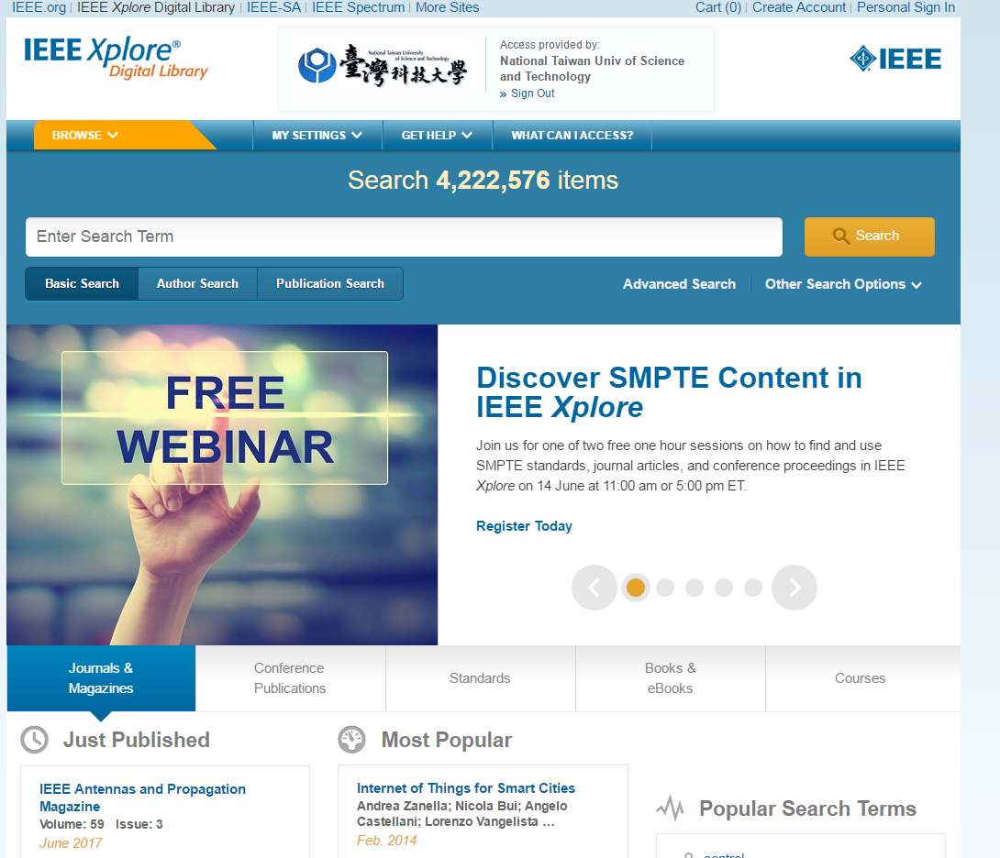 IEEE.org | IEEE Xplore Digital Library | IEEE-SA | IEEE Spectrum | More Sites
Cart (0) | Create Account | Personal Sign In
IEEE Xplore®
Digital Library
National Taiwan University
of Science and Technology
臺灣科技大學
Access provided by:
National Taiwan Univ of Science
and Technology
» Sign Out
IEEE
BROWSE
MY SETTINGS
GET HELP
WHAT CAN I ACCESS?
Search 4,222,576 items
Enter Search Term
Search
Basic Search
Author Search
Publication Search
Advanced Search
Other Search Options
FREE
WEBINAR
Discover SMPTE Content in
IEEE Xplore
Join us for one of two free one hour sessions on how to find and use
SMPTE standards, journal articles, and conference proceedings in IEEE
Xplore on 14 June at 11:00 am or 5:00 pm ET.
Register Today
Journals &
Magazines
Conference
Publications
Standards
Books &
eBooks
Courses
Just Published
IEEE Antennas and Propagation
Magazine
Volume: 59 Issue: 3
June 2017
Most Popular
Internet of Things for Smart Cities
Andrea Zanella; Nicola Bui; Angelo
Castellani; Lorenzo Vangelista ...
Feb. 2014
Popular Search Terms
control